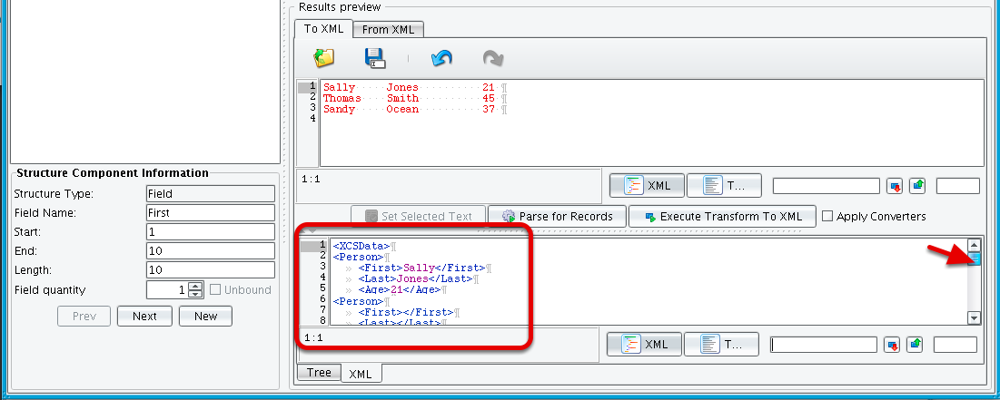 Results preview
To XML From XML
1 Sally Jones 21 ¶
2 Thomas Smith 45 ¶
3 Sandy Ocean 37 ¶
4
1:1
XML T...
Set Selected Text Parse for Records Execute Transform To XML Apply Converters
1 <XCSData>¶
2 <Person>¶
3 » <First>Sally</First>¶
4 » <Last>Jones</Last>¶
5 » <Age>21</Age>¶
6 <Person>¶
7 » <First></First>¶
8 » <Last></Last>¶
1:1
XML T...
Tree XML
Structure Component Information
Structure Type: Field
Field Name: First
Start: 1
End: 10
Length: 10
Field quantity 1 Unbound
Prev Next New